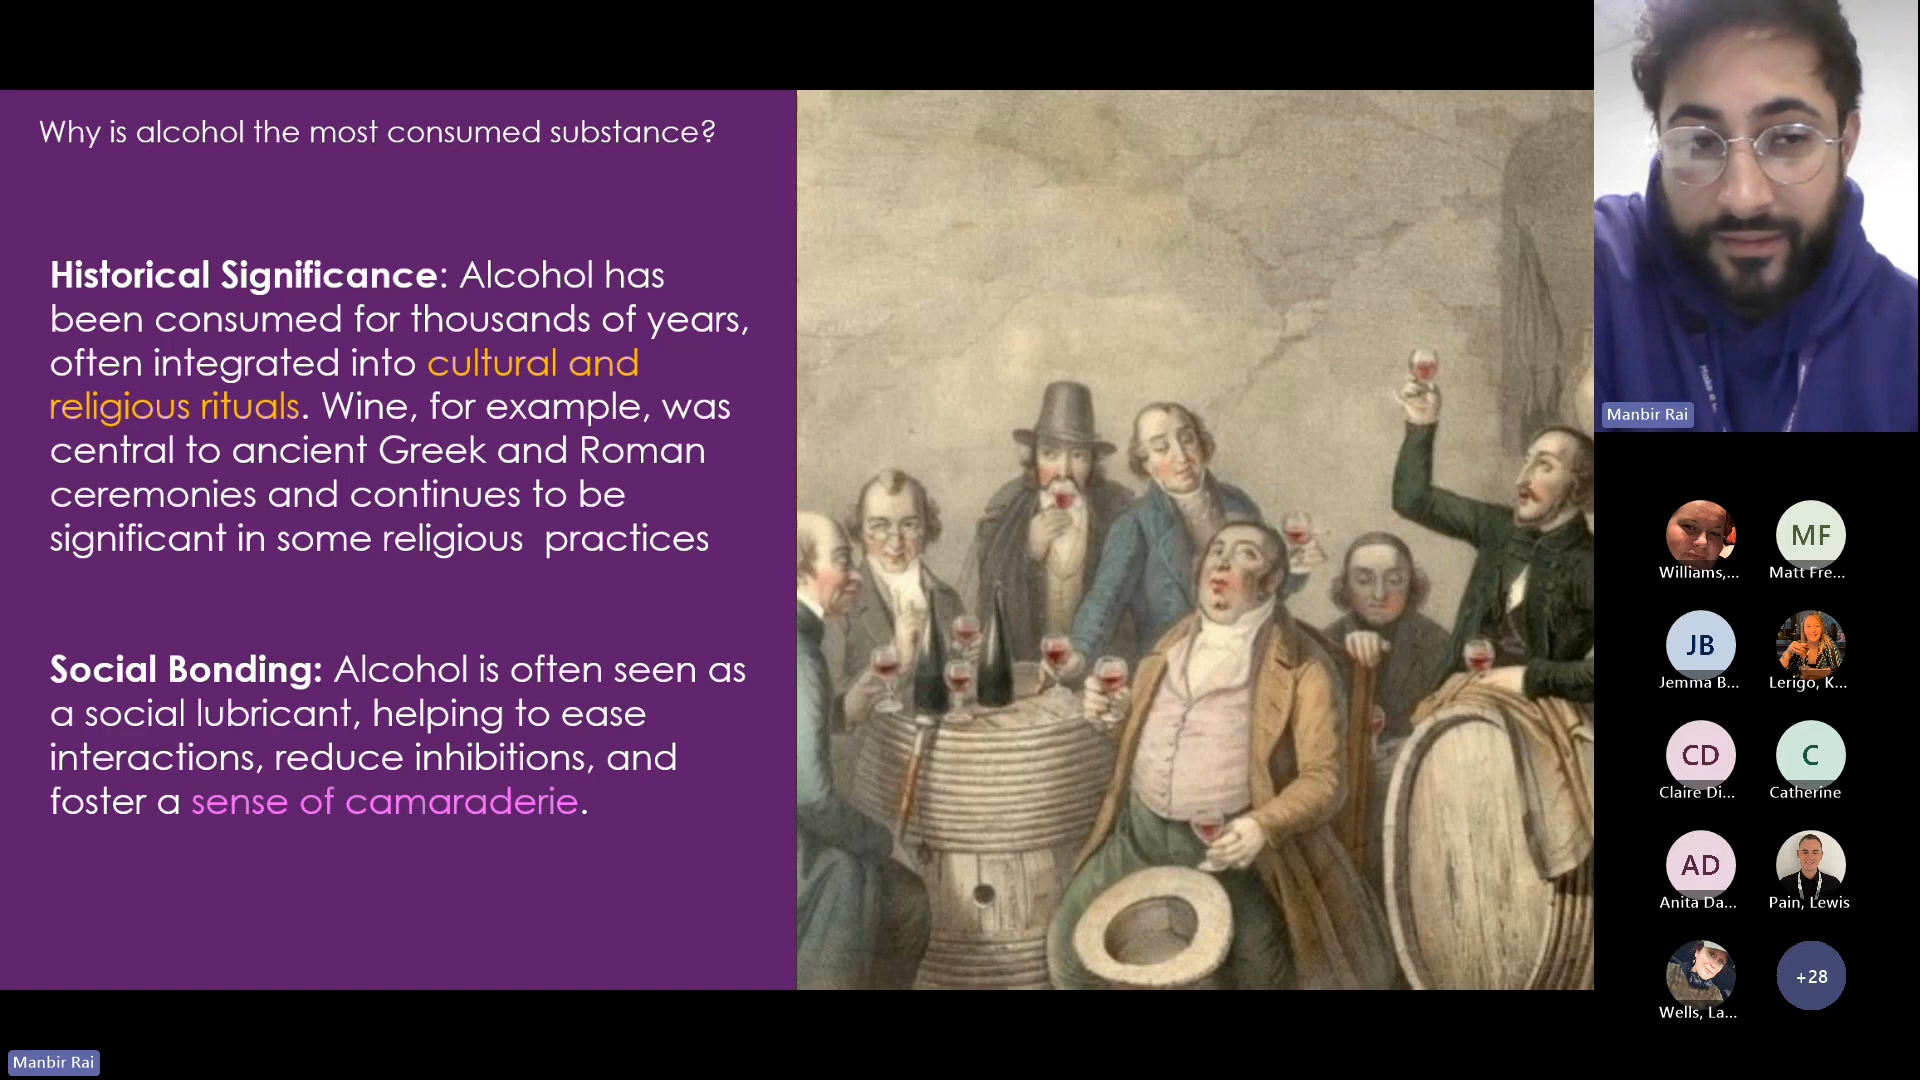 Why is alcohol the most consumed substance?
Historical Significance: Alcohol has
been consumed for thousands of years,
often integrated into cultural and
religious rituals. Wine, for example, was
central to ancient Greek and Roman
ceremonies and continues to be
significant in some religious  practices
Social Bonding: Alcohol is often seen as
a social lubricant, helping to ease
interactions, reduce inhibitions, and
foster a sense of camaraderie.
Manbir Rai
Williams,...
MF
Matt Fre...
JB
Jemma B...
Lerigo, K...
CD
Claire Di...
C
Catherine
AD
Anita Da...
Pain, Lewis
Wells, La...
+28
Manbir Rai